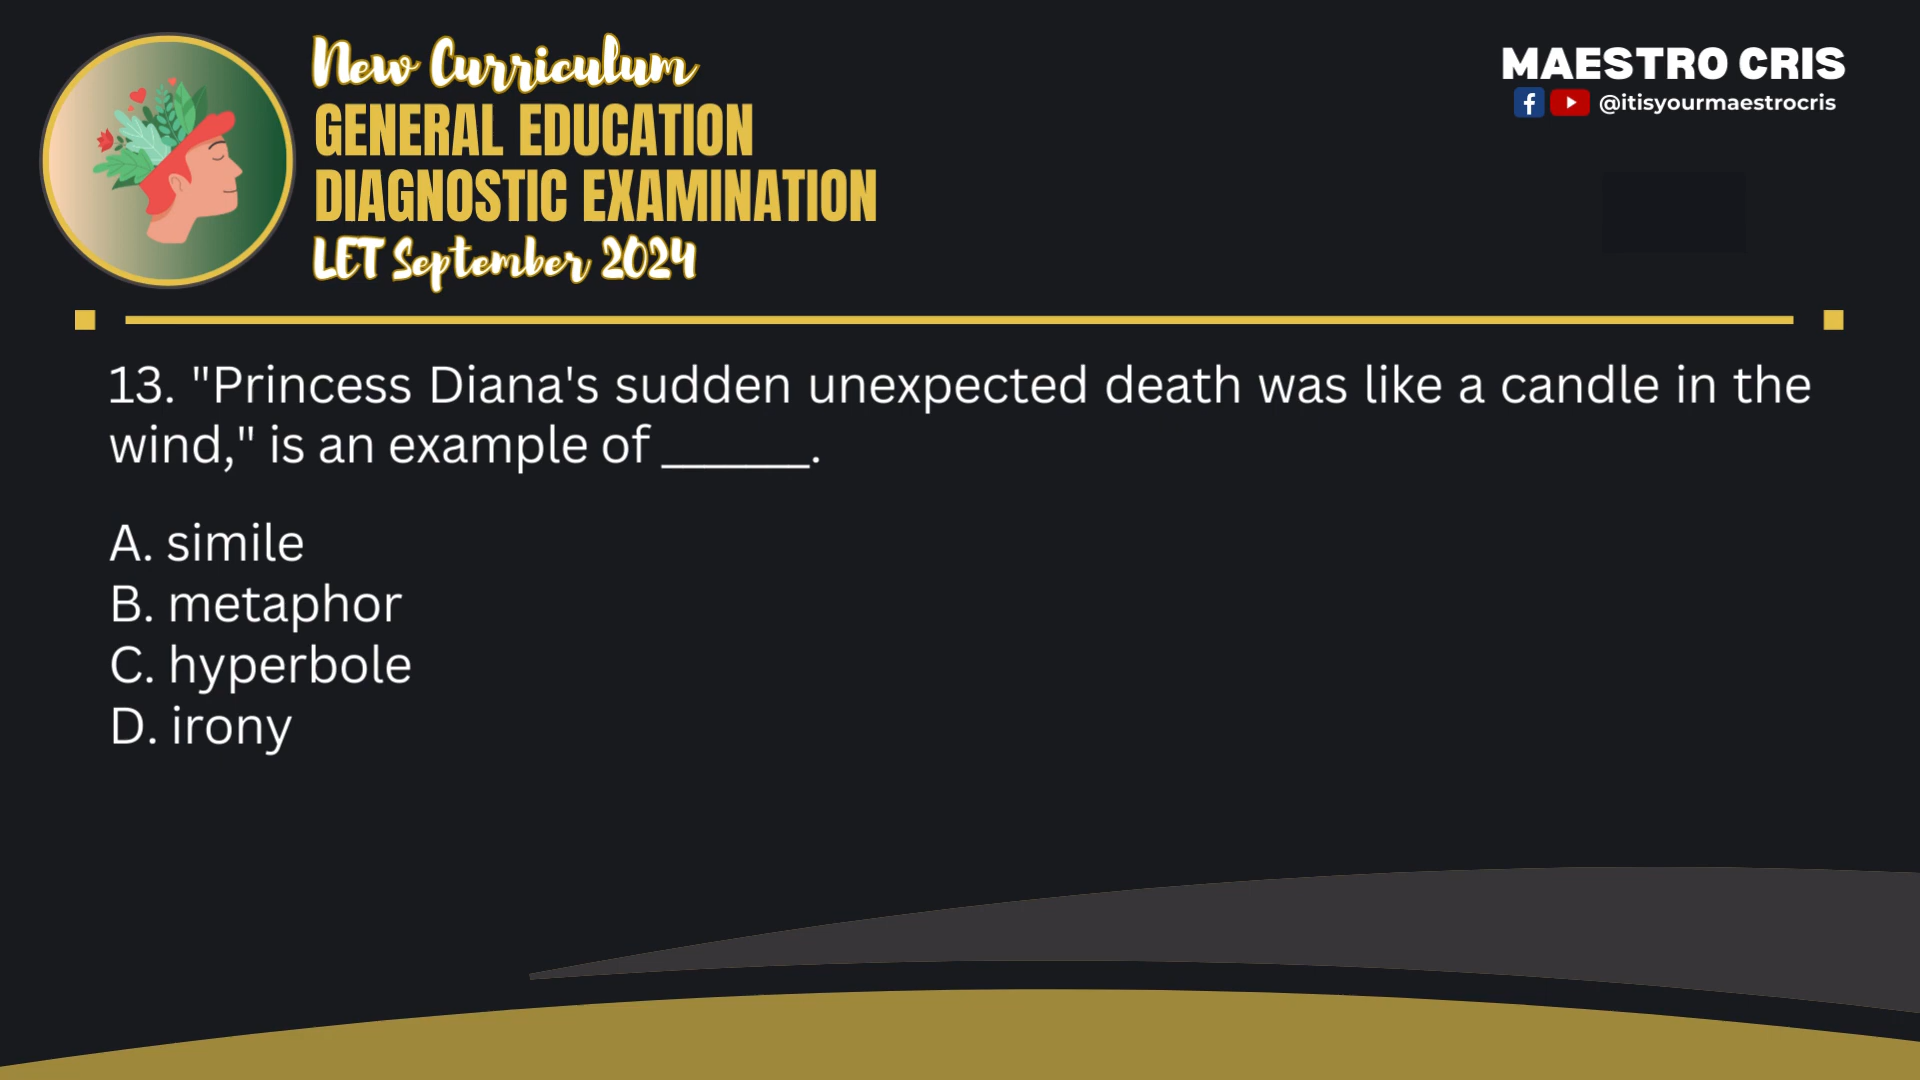 New Curriculum
GENERAL EDUCATION
DIAGNOSTIC EXAMINATION
LET September 2024
MAESTRO CRIS
@itisyourmaestrocris
13. "Princess Diana's sudden unexpected death was like a candle in the
wind," is an example of ______.
A. simile
B. metaphor
C. hyperbole
D. irony